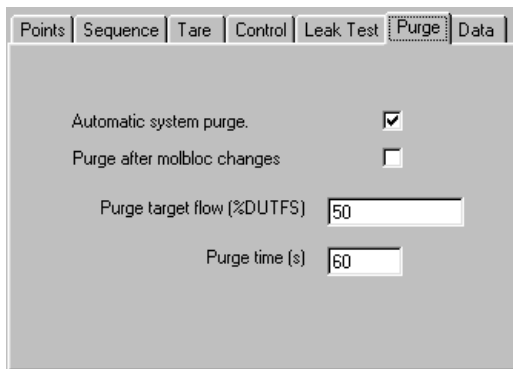 Points Sequence Tare Control Leak Test Purge Data
Automatic system purge.
Purge after molbloc changes
Purge target flow (%DUTFS) 50
Purge time (s) 60